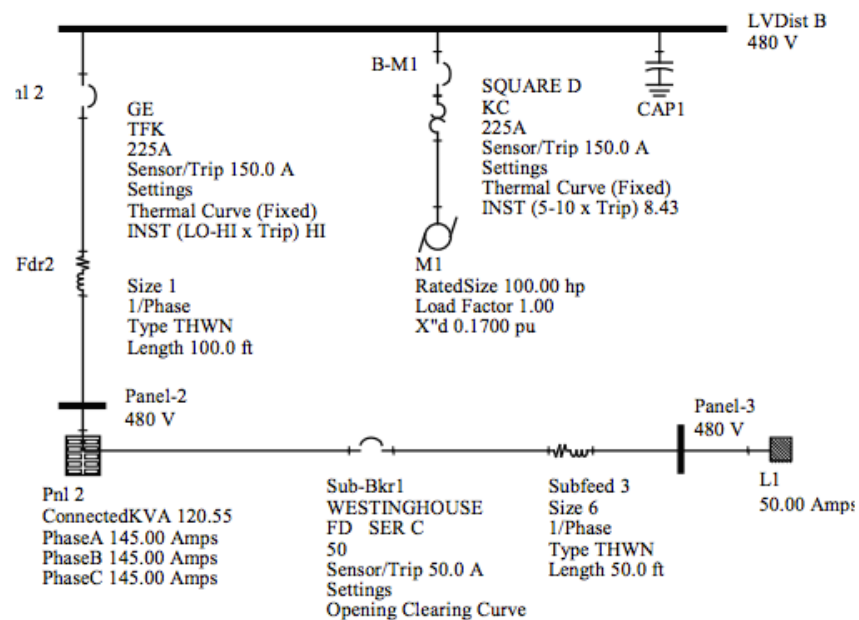 LVDist B
480 V
nl 2
GE
TFK
225A
Sensor/Trip 150.0 A
Settings
Thermal Curve (Fixed)
INST (LO-HI x Trip) HI
B-M1
SQUARE D
KC
225A
Sensor/Trip 150.0 A
Settings
Thermal Curve (Fixed)
INST (5-10 x Trip) 8.43
CAP1
M1
RatedSize 100.00 hp
Load Factor 1.00
X"d 0.1700 pu
Fdr2
Size 1
1/Phase
Type THWN
Length 100.0 ft
Panel-2
480 V
Pnl 2
ConnectedKVA 120.55
PhaseA 145.00 Amps
PhaseB 145.00 Amps
PhaseC 145.00 Amps
Sub-Bkr1
WESTINGHOUSE
FD SER C
50
Sensor/Trip 50.0 A
Settings
Opening Clearing Curve
Subfeed 3
Size 6
1/Phase
Type THWN
Length 50.0 ft
Panel-3
480 V
L1
50.00 Amps